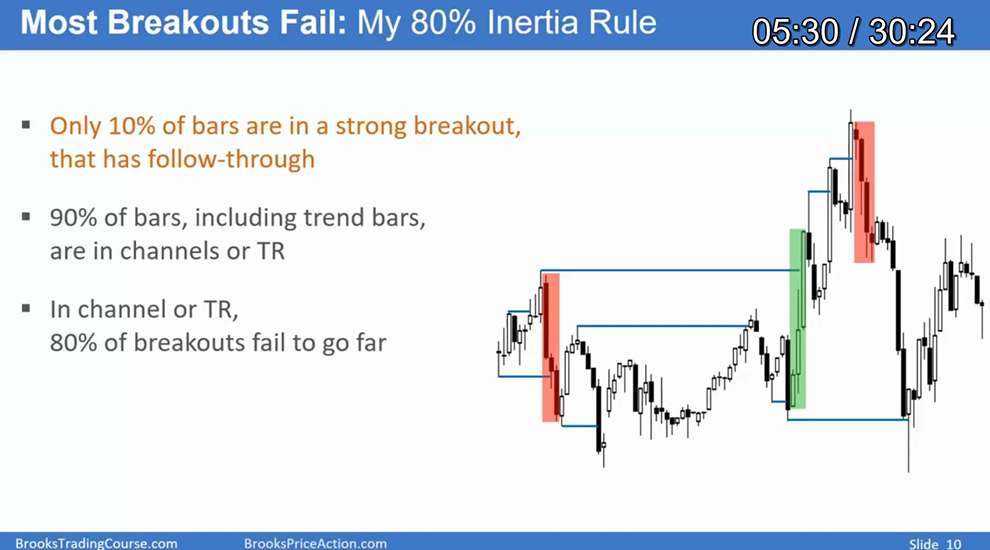 Most Breakouts Fail: My 80% Inertia Rule
05:30 / 30:24
▪ Only 10% of bars are in a strong breakout,
that has follow-through
▪ 90% of bars, including trend bars,
are in channels or TR
▪ In channel or TR,
80% of breakouts fail to go far
BrooksTradingCourse.com
BrooksPriceAction.com
Slide 10